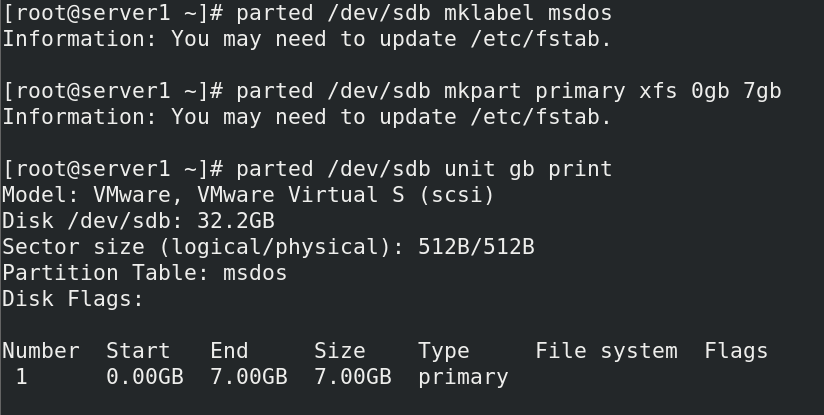 [root@server1 ~]# parted /dev/sdb mklabel msdos
Information: You may need to update /etc/fstab.
[root@server1 ~]# parted /dev/sdb mkpart primary xfs 0gb 7gb
Information: You may need to update /etc/fstab.
[root@server1 ~]# parted /dev/sdb unit gb print
Model: VMware, VMware Virtual S (scsi)
Disk /dev/sdb: 32.2GB
Sector size (logical/physical): 512B/512B
Partition Table: msdos
Disk Flags:
Number  Start   End     Size    Type     File system  Flags
 1      0.00GB  7.00GB  7.00GB  primary